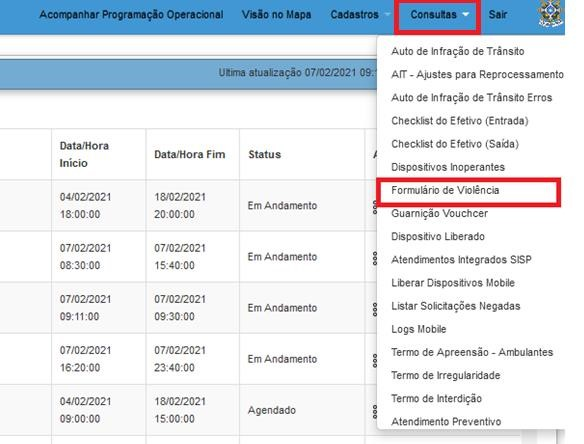 Acompanhar Programação Operacional Visão no Mapa Cadastros Consultas Sair
Ultima atualização 07/02/2021 09:
Data/Hora Início Data/Hora Fim Status
04/02/2021 18:00:00 18/02/2021 20:00:00 Em Andamento
07/02/2021 08:30:00 07/02/2021 15:40:00 Em Andamento
07/02/2021 09:11:00 07/02/2021 09:30:00 Em Andamento
07/02/2021 16:20:00 07/02/2021 23:40:00 Em Andamento
04/02/2021 09:00:00 18/02/2021 15:00:00 Agendado
Auto de Infração de Trânsito
AIT - Ajustes para Reprocessamento
Auto de Infração de Trânsito Erros
Checklist do Efetivo (Entrada)
Checklist do Efetivo (Saída)
Dispositivos Inoperantes
Formulário de Violência
Guarnição Vouchcer
Dispositivo Liberado
Atendimentos Integrados SISP
Liberar Dispositivos Mobile
Listar Solicitações Negadas
Logs Mobile
Termo de Apreensão - Ambulantes
Termo de Irregularidade
Termo de Interdição
Atendimento Preventivo